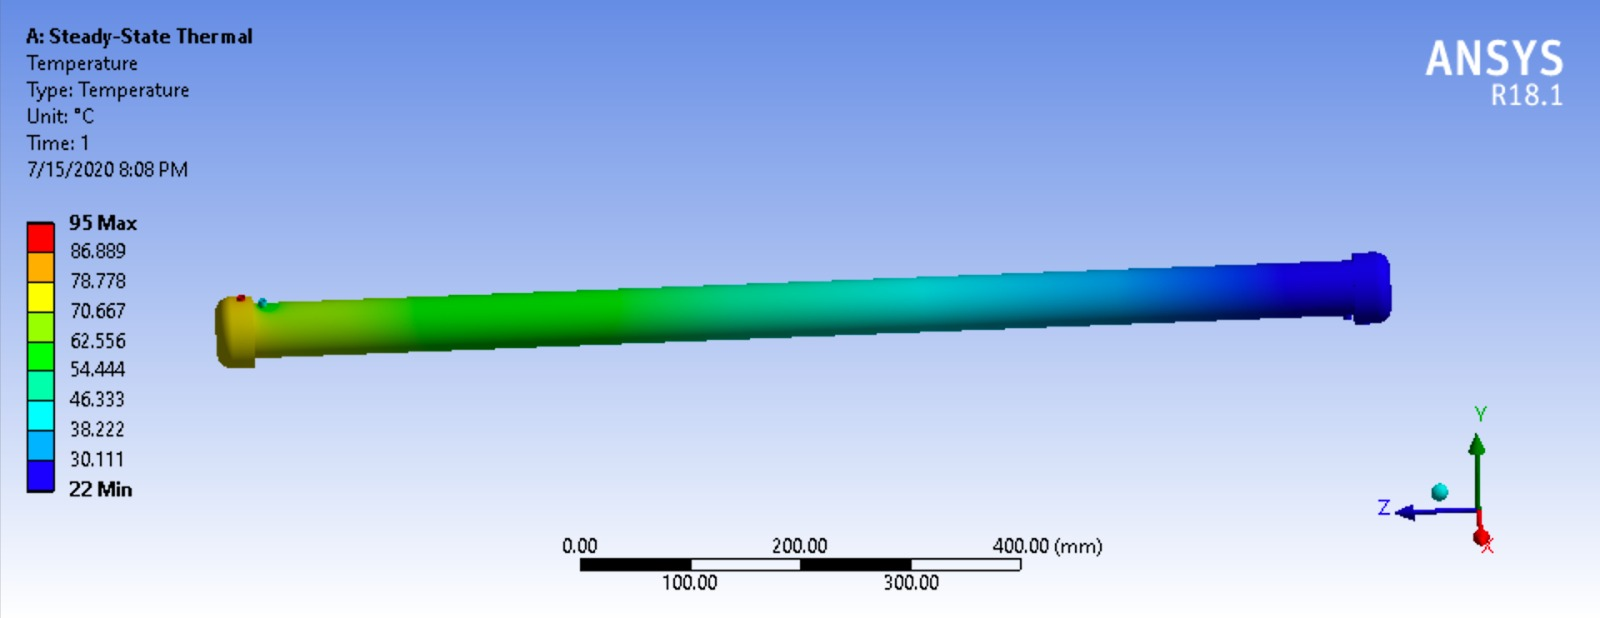 A: Steady-State Thermal
Temperature
Type: Temperature
Unit: °C
Time: 1
7/15/2020 8:08 PM
ANSYS
R18.1
95 Max
86.889
78.778
70.667
62.556
54.444
46.333
38.222
30.111
22 Min
Y
Z
X
0.00 200.00 400.00 (mm)
100.00 300.00